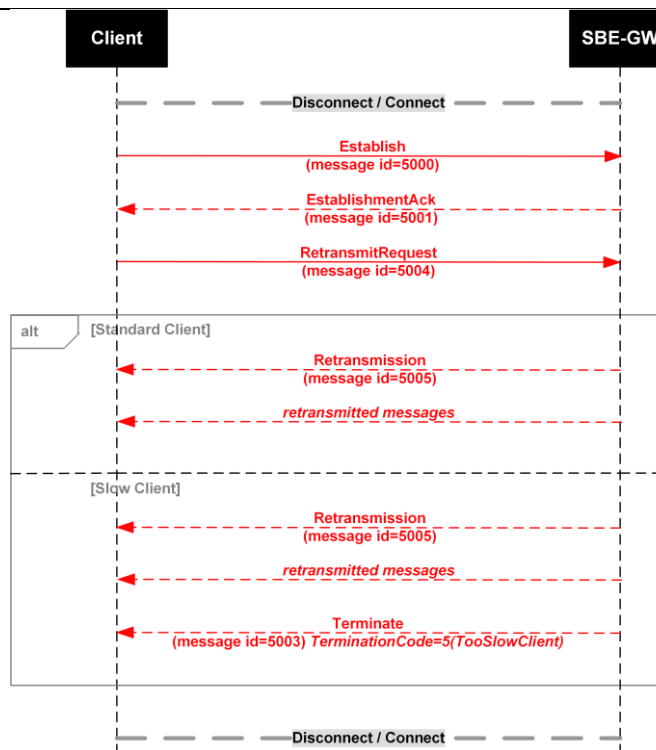 Client
SBE-GW
Disconnect / Connect
Establish
(message id=5000)
EstablishmentAck
(message id=5001)
RetransmitRequest
(message id=5004)
alt
[Standard Client]
Retransmission
(message id=5005)
retransmitted messages
[Slow Client]
Retransmission
(message id=5005)
retransmitted messages
Terminate
(message id=5003) TerminationCode=5(TooSlowClient)
Disconnect / Connect